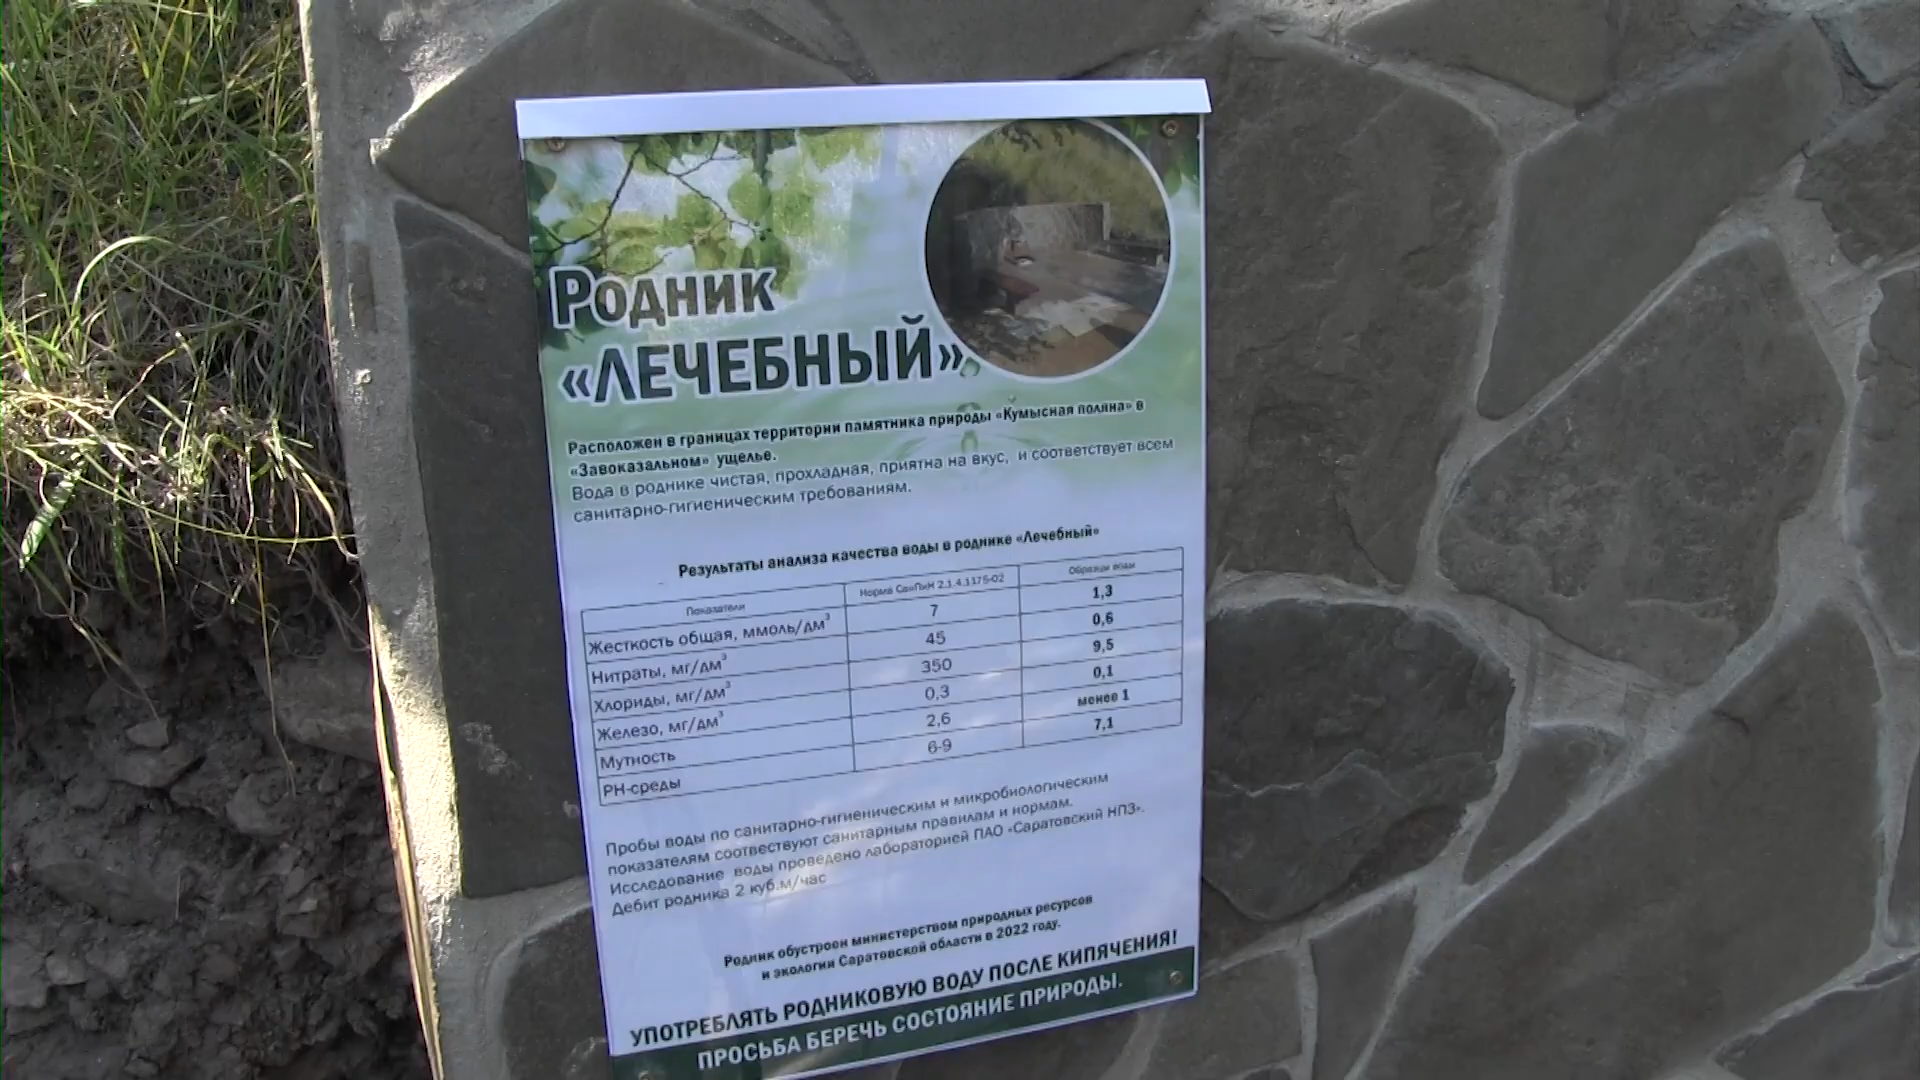 Родник
«ЛЕЧЕБНЫЙ»
Расположен в границах территории памятника природы «Кумысная поляна» в
«Завоказальном» ущелье.
Вода в роднике чистая, прохладная, приятна на вкус, и соответствует всем
санитарно-гигиеническим требованиям.
Результаты анализа качества воды в роднике «Лечебный»
Показатели Норма СанПиН 2.1.4.1175-02 Образцы воды
Жесткость общая, ммоль/дм³ 7 1,3
Нитраты, мг/дм³ 45 0,6
Хлориды, мг/дм³ 350 9,5
Железо, мг/дм³ 0,3 0,1
Мутность 2,6 менее 1
РН-среды 6-9 7,1
Пробы воды по санитарно-гигиеническим и микробиологическим
показателям соотвествуют санитарным правилам и нормам.
Исследование воды проведено лабораторией ПАО «Саратовский НПЗ».
Дебит родника 2 куб.м/час
Родник обустроен министерством природных ресурсов
и экологии Саратовской области в 2022 году.
УПОТРЕБЛЯТЬ РОДНИКОВУЮ ВОДУ ПОСЛЕ КИПЯЧЕНИЯ!
ПРОСЬБА БЕРЕЧЬ СОСТОЯНИЕ ПРИРОДЫ.